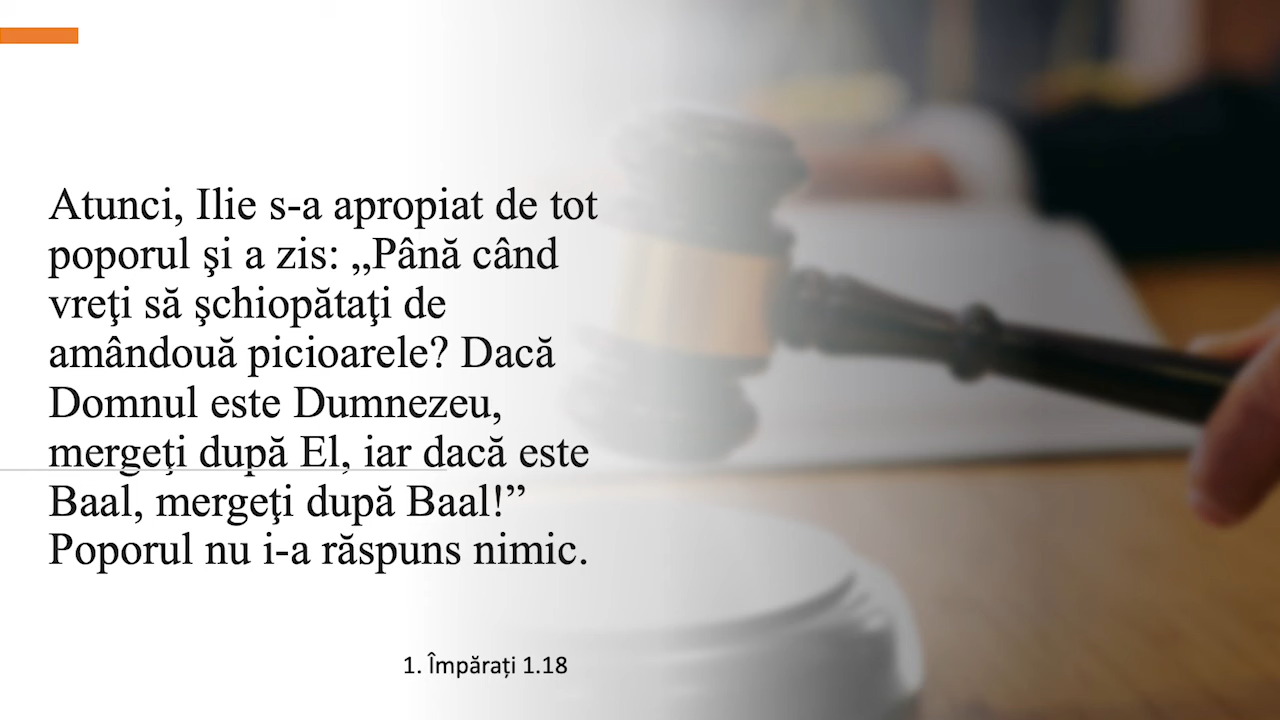 Atunci, Ilie s-a apropiat de tot
poporul şi a zis: „Până când
vreţi să şchiopătaţi de
amândouă picioarele? Dacă
Domnul este Dumnezeu,
mergeţi după El, iar dacă este
Baal, mergeţi după Baal!”
Poporul nu i-a răspuns nimic.
1. Împărați 1.18